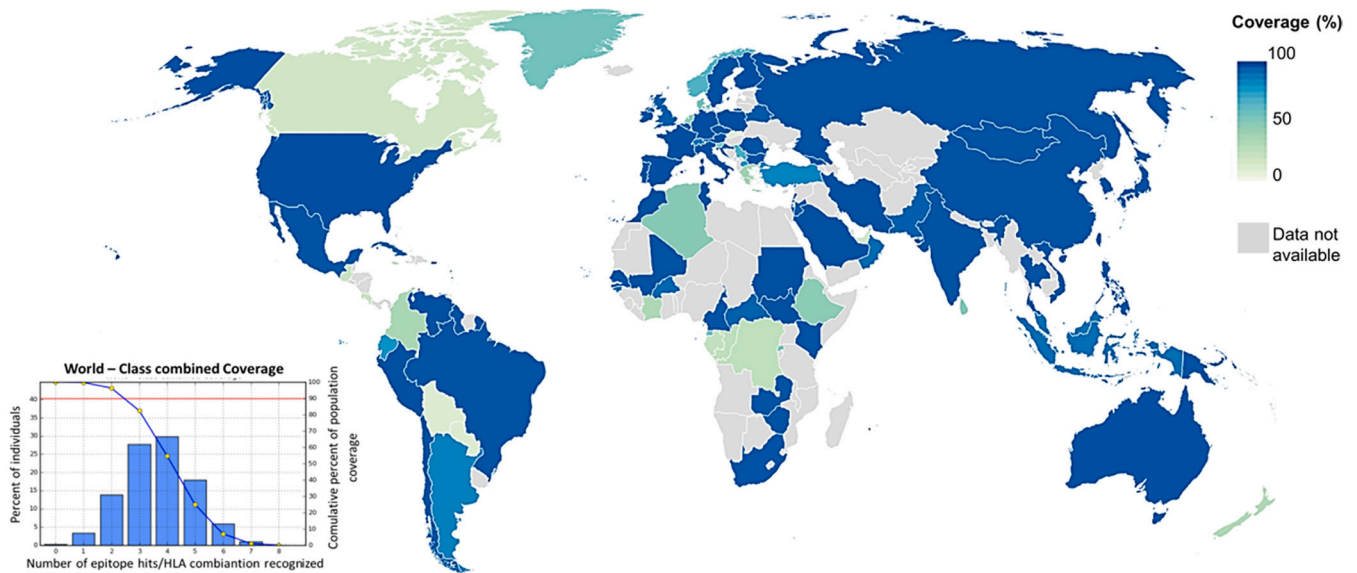 Coverage (%)
100
50
0
Data not
available
World – Class combined Coverage
Percent of individuals
40
35
30
25
20
15
10
5
0
100
90
80
70
60
50
40
30
20
10
0
Comulative percent of population
coverage
0 1 2 3 4 5 6 7 8
Number of epitope hits/HLA combiantion recognized